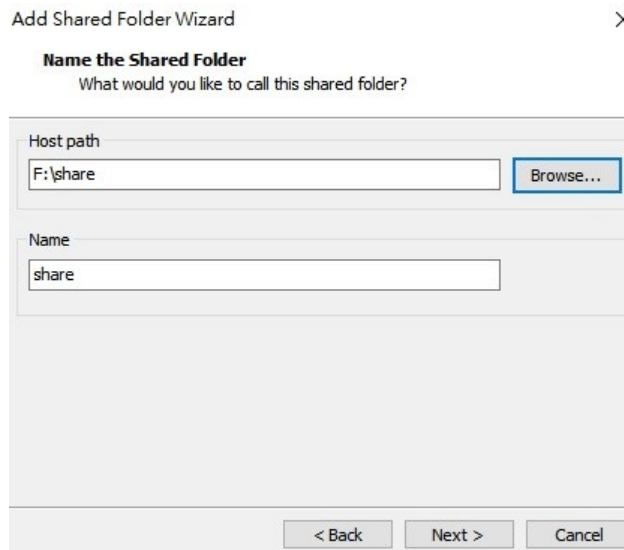 Add Shared Folder Wizard
Name the Shared Folder
What would you like to call this shared folder?
Host path
F:\share
Browse...
Name
share
< Back
Next >
Cancel